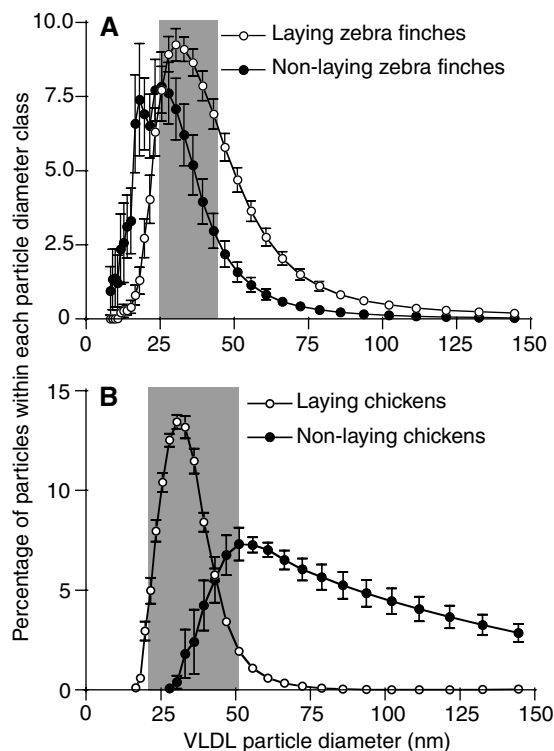 A
Laying zebra finches
Non-laying zebra finches
10.0
7.5
5.0
2.5
0
0 25 50 75 100 125 150
Percentage of particles within each particle diameter class
B
Laying chickens
Non-laying chickens
15
10
5
0
0 25 50 75 100 125 150
VLDL particle diameter (nm)